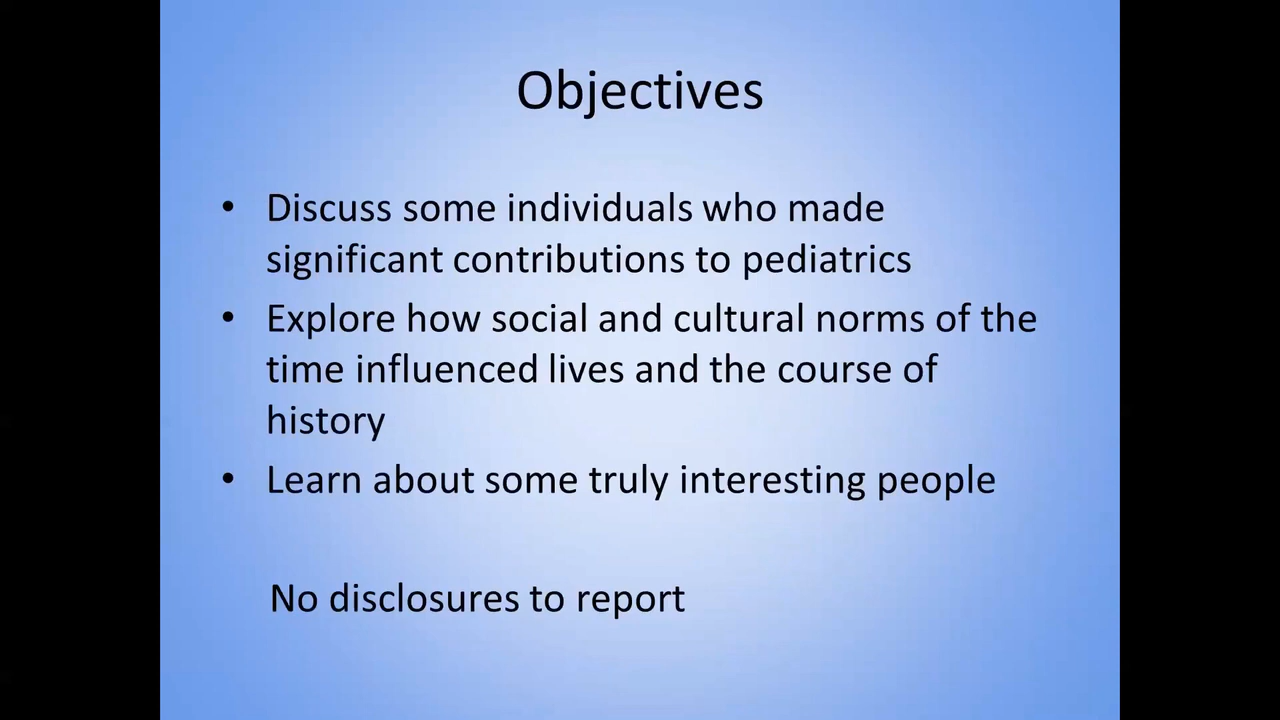 Objectives
• Discuss some individuals who made
significant contributions to pediatrics
• Explore how social and cultural norms of the
time influenced lives and the course of
history
• Learn about some truly interesting people
No disclosures to report